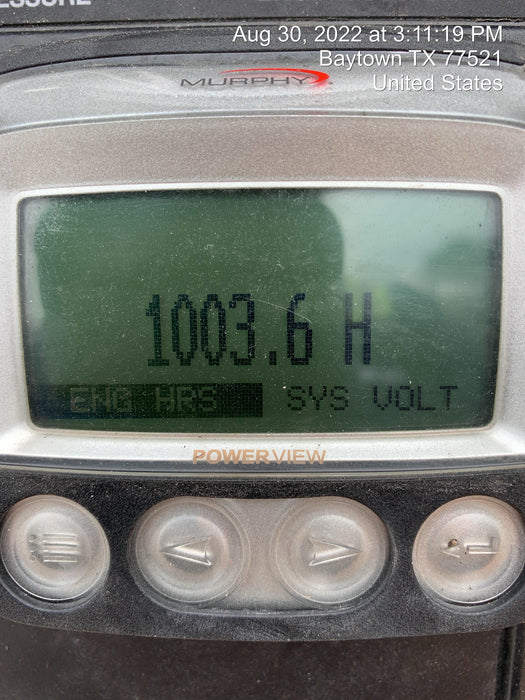 ESSURE
Aug 30, 2022 at 3:11:19 PM
Baytown TX 77521
United States
MURPHY
1003.6 H
ENG HRS SYS VOLT
POWERVIEW